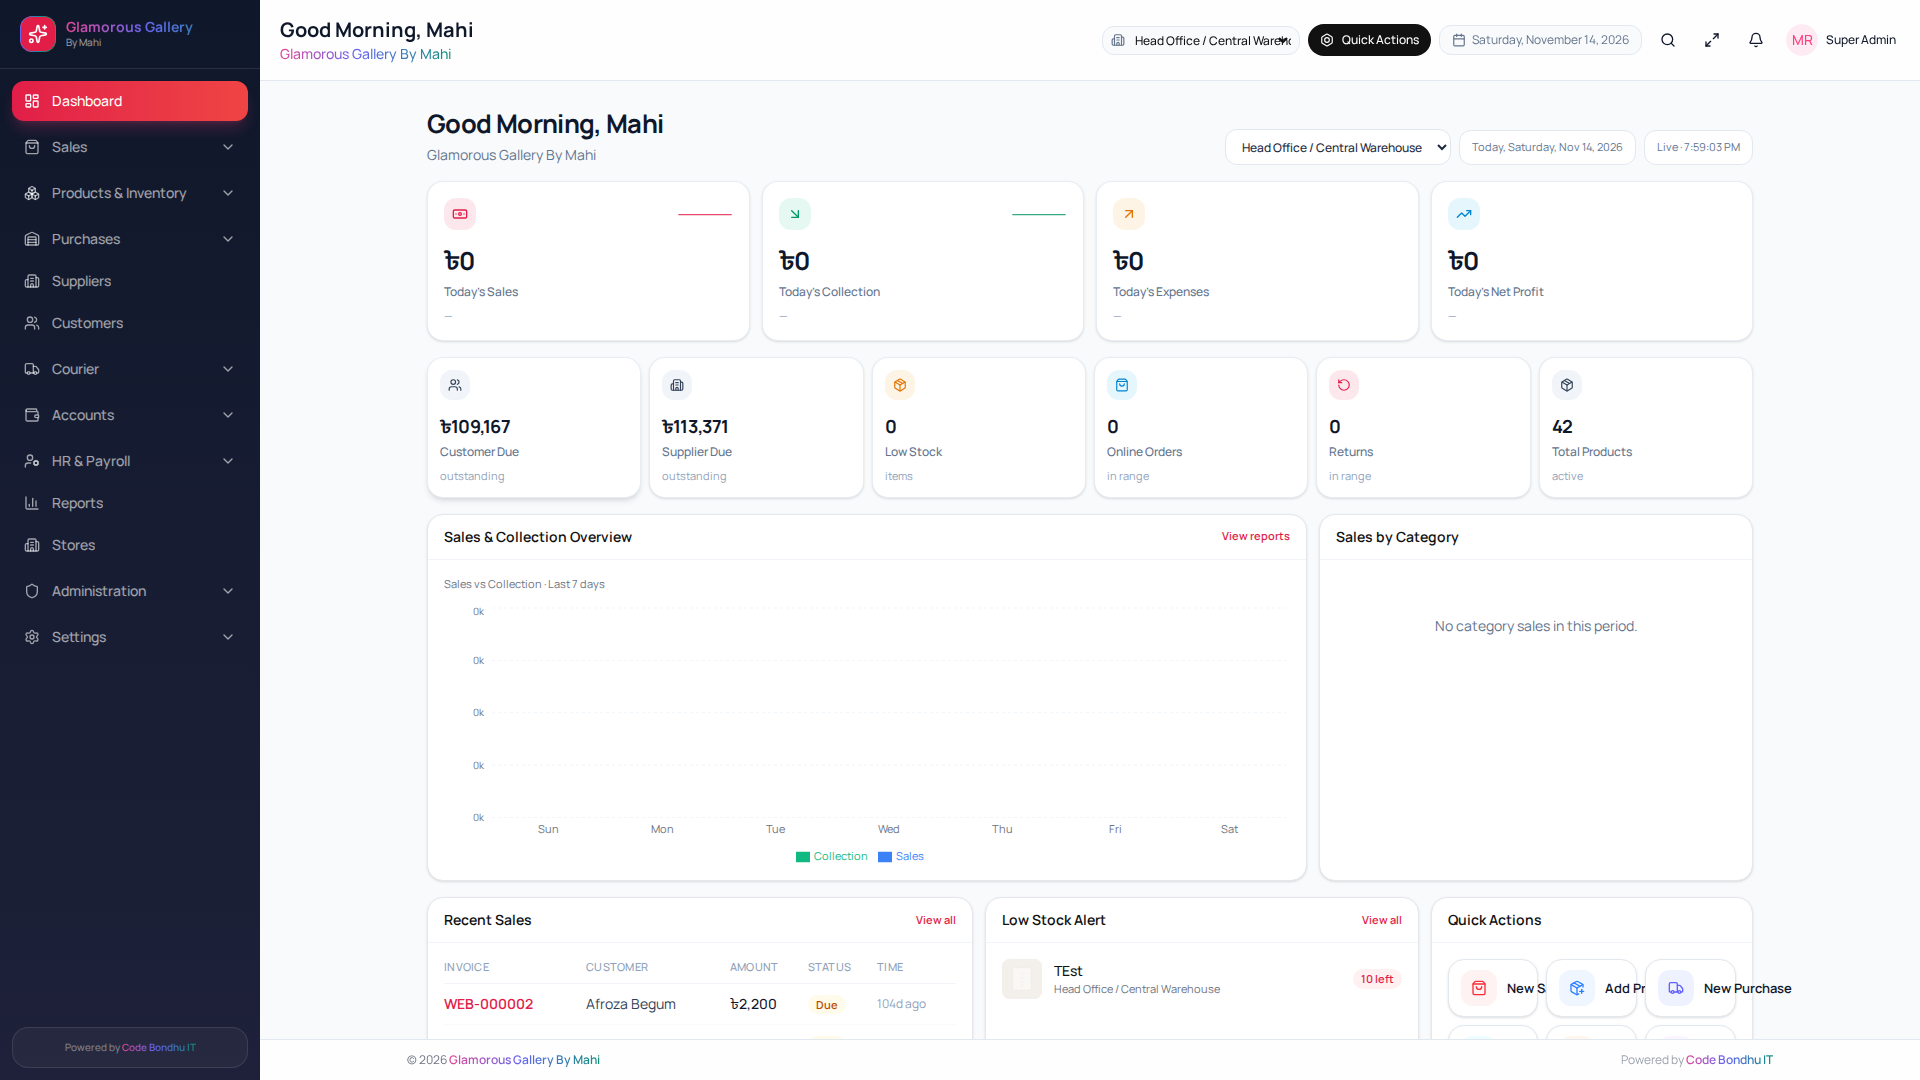 Glamorous Gallery
By Mahi
Dashboard
Sales
Products & Inventory
Purchases
Suppliers
Customers
Courier
Accounts
HR & Payroll
Reports
Stores
Administration
Settings
Powered by Code Bondhu IT
Good Morning, Mahi
Glamorous Gallery By Mahi
Head Office / Central
Quick Actions
Saturday, November 14, 2026
MR
Super Admin
Good Morning, Mahi
Glamorous Gallery By Mahi
Head Office / Central Warehouse
Today, Saturday, Nov 14, 2026
Live · 7:59:03 PM
৳0
Today's Sales
—
৳0
Today's Collection
—
৳0
Today's Expenses
—
৳0
Today's Net Profit
—
৳109,167
Customer Due
outstanding
৳113,371
Supplier Due
outstanding
0
Low Stock
items
0
Online Orders
in range
0
Returns
in range
42
Total Products
active
Sales & Collection Overview
View reports
Sales vs Collection · Last 7 days
0k
0k
0k
0k
0k
Sun Mon Tue Wed Thu Fri Sat
Collection Sales
Sales by Category
No category sales in this period.
Recent Sales
View all
INVOICE CUSTOMER AMOUNT STATUS TIME
WEB-000002 Afroza Begum ৳2,200 Due 104d ago
Low Stock Alert
View all
TEst
Head Office / Central Warehouse
10 left
Quick Actions
New S
Add Pr
New Purchase
© 2026 Glamorous Gallery By Mahi
Powered by Code Bondhu IT